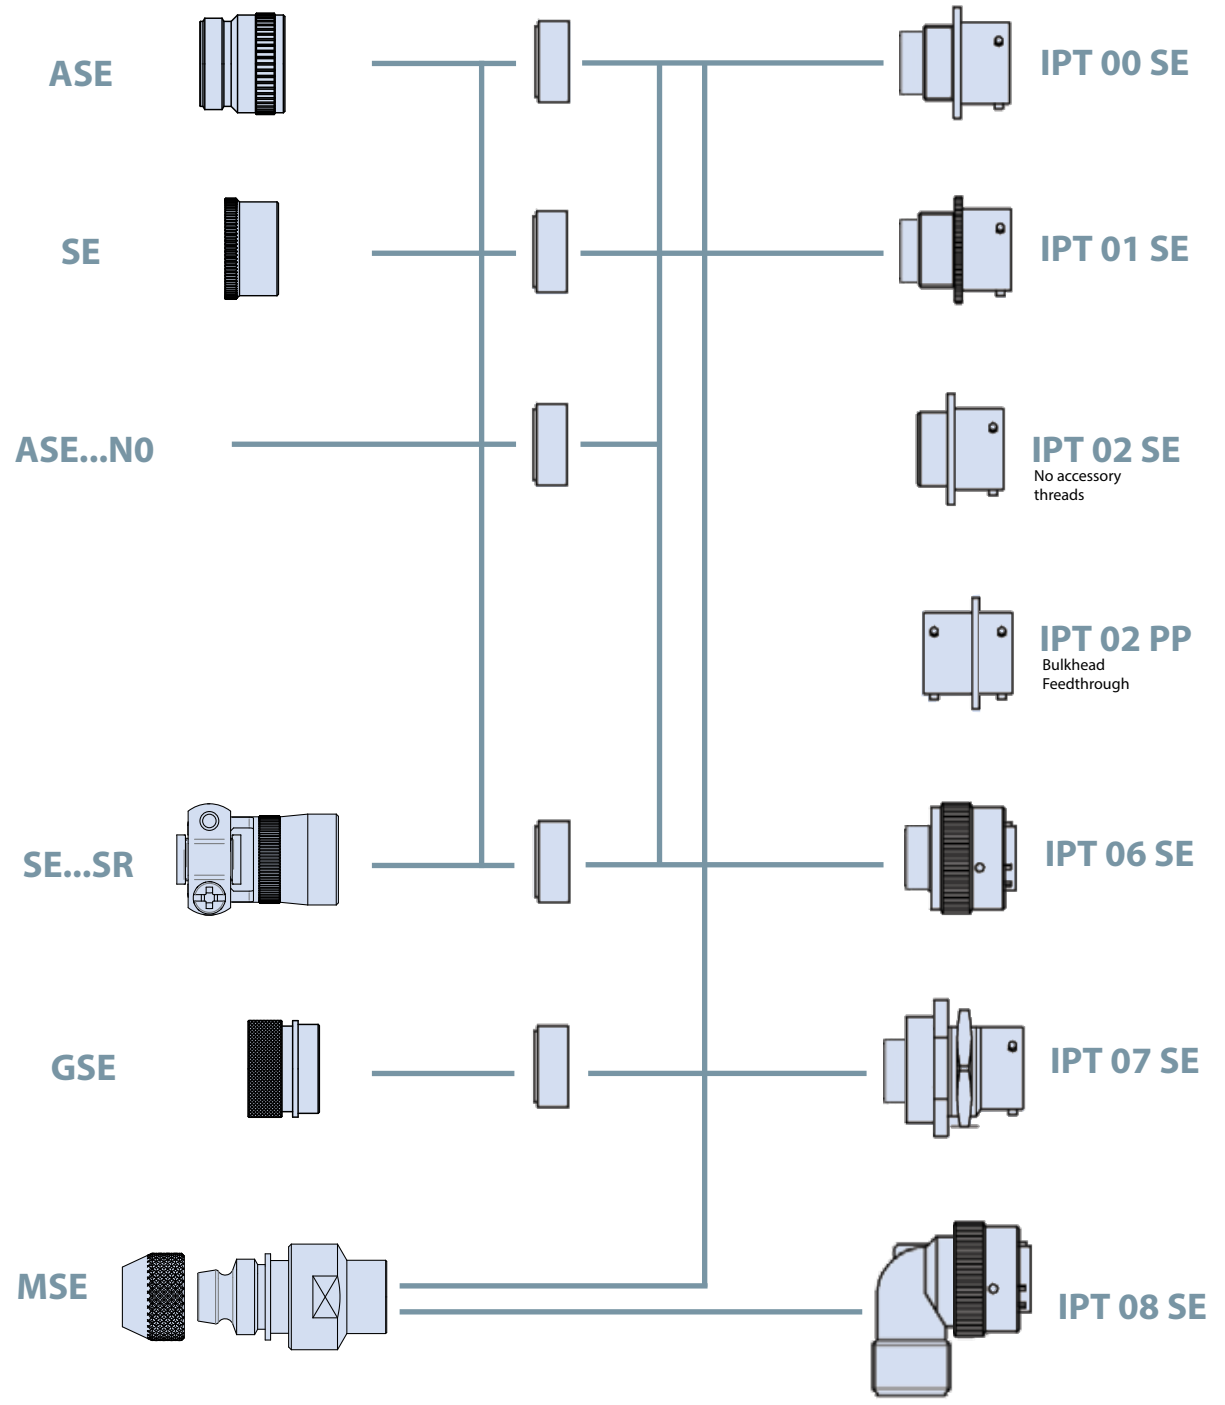 ASE
IPT 00 SE
SE
IPT 01 SE
ASE...N0
IPT 02 SE
No accessory
threads
IPT 02 PP
Bulkhead
Feedthrough
SE...SR
IPT 06 SE
GSE
IPT 07 SE
MSE
IPT 08 SE